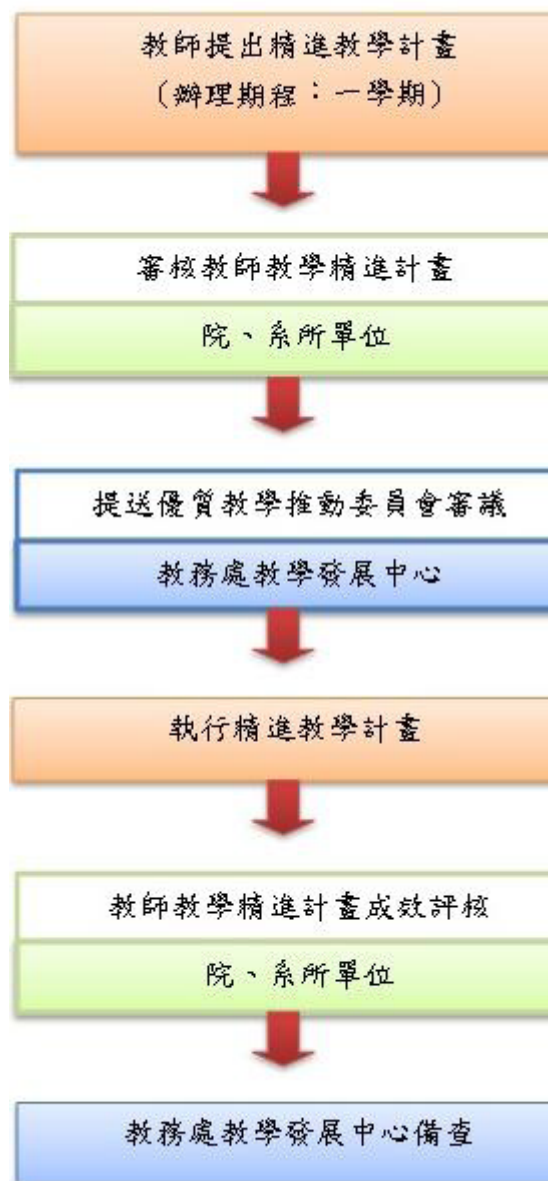 教師提出精進教學計畫
(辦理期程：一學期)
審核教師教學精進計畫
院、系所單位
提送優質教學推動委員會審議
教務處教學發展中心
執行精進教學計畫
教師教學精進計畫成效評核
院、系所單位
教務處教學發展中心備查